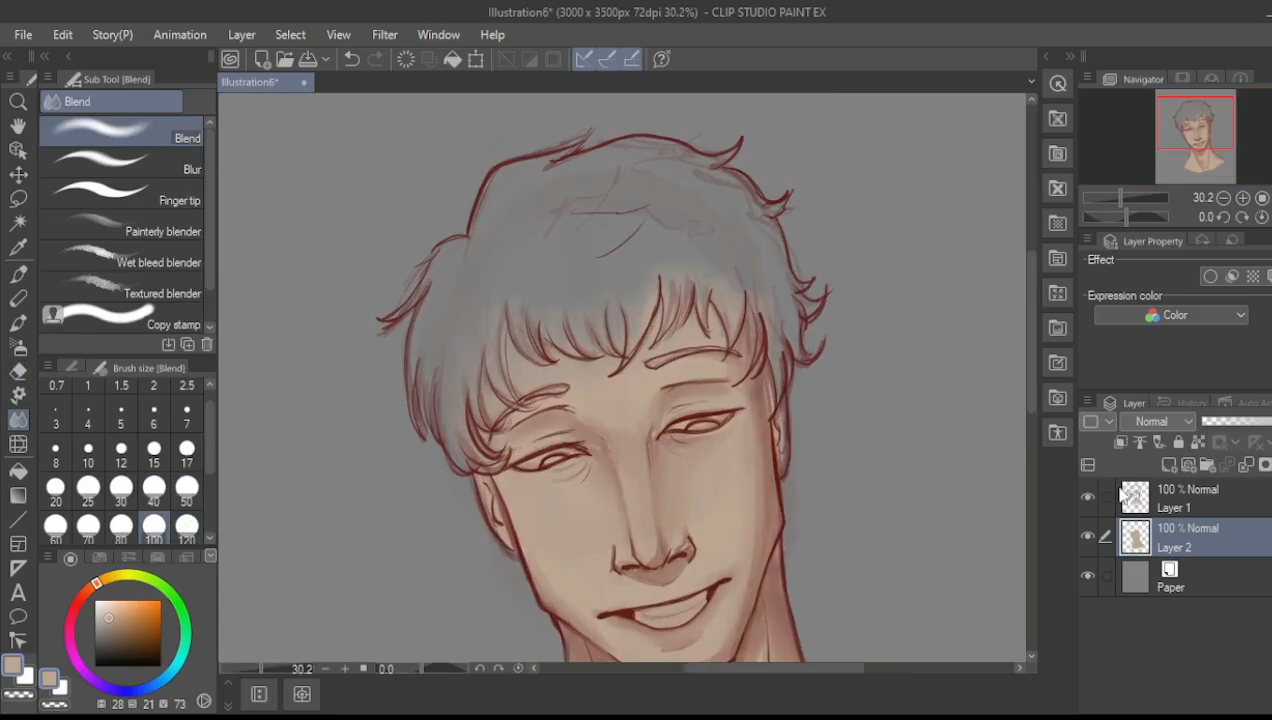 Illustration6* (3000 x 3500px 72dpi 30.2%) - CLIP STUDIO PAINT EX
File Edit Story(P) Animation Layer Select Filter Window Help
Sub Tool [Blend]
Illustration6*
Navigator
Blend
Blend
Blur
Finger tip
Painterly blender
Wet bleed blender
Textured blender
Copy stamp
30.2
0.0
Layer Property
Effect
Expression color
Color
Brush size [Blend]
0.7 1 1.5 2 2.5
3 4 5 6 7
8 10 12 15 17
20 25 30 40 50
60 70 80 100 120
Layer History Auto Ac
Normal
100 % Normal
Layer 1
100 % Normal
Layer 2
Paper
30.2 0.0
H 28 S 21 V 73